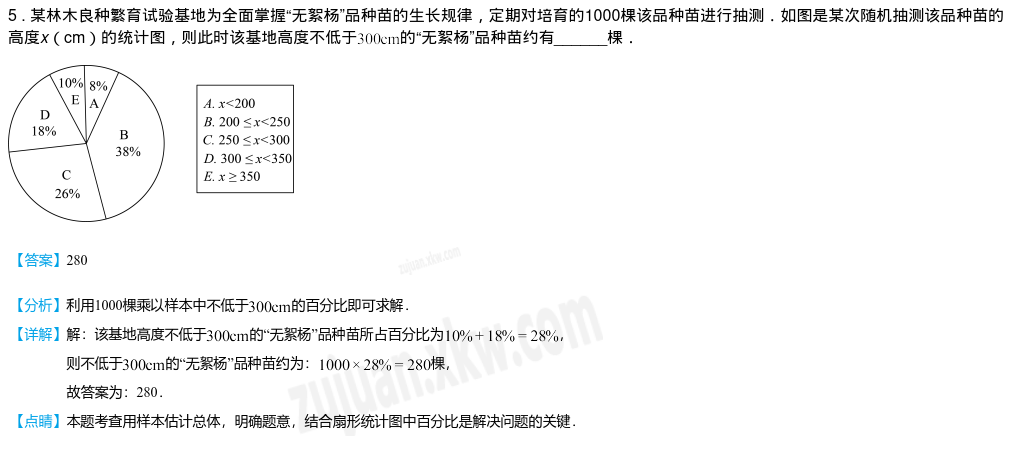 5．某林木良种繁育试验基地为全面掌握“无絮杨”品种苗的生长规律，定期对培育的1000棵该品种苗进行抽测．如图是某次随机抽测该品种苗的
高度x（cm）的统计图，则此时该基地高度不低于300cm的“无絮杨”品种苗约有______棵．
10%
8%
E
A
D
18%
B
38%
C
26%
A. x<200
B. 200≤x<250
C. 250≤x<300
D. 300≤x<350
E. x≥350
【答案】280
【分析】利用1000棵乘以样本中不低于300cm的百分比即可求解．
【详解】解：该基地高度不低于300cm的“无絮杨”品种苗所占百分比为10%+18%=28%，
则不低于300cm的“无絮杨”品种苗约为：1000×28%=280棵，
故答案为：280．
【点睛】本题考查用样本估计总体，明确题意，结合扇形统计图中百分比是解决问题的关键．
zujuan.xkw.com
zujuan.xkw.com